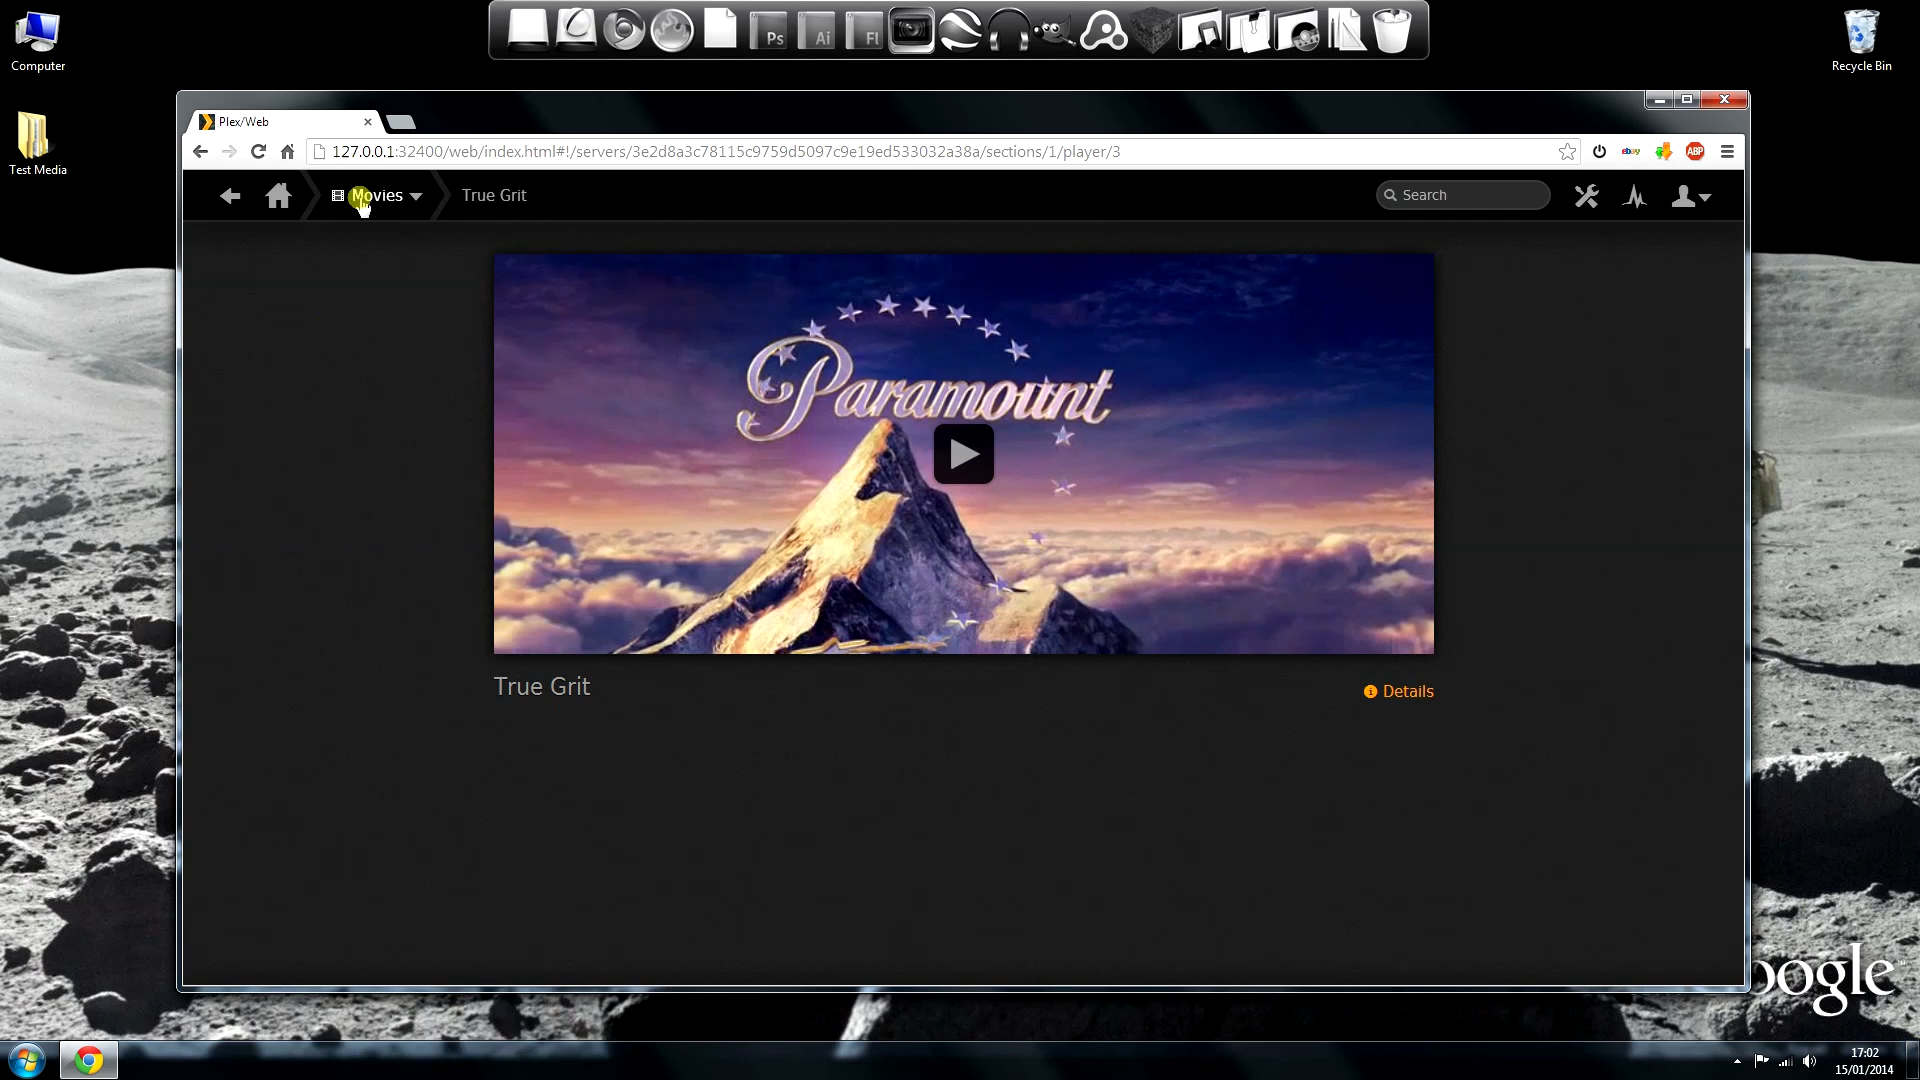 Computer
Ps
Ai
Fl
Recycle Bin
Test Media
Plex/Web
127.0.0.1:32400/web/index.html#!/servers/3e2d8a3c78115c9759d5097c9e19ed533032a38a/sections/1/player/3
ebay
ABP
Movies
True Grit
Search
Paramount
True Grit
Details
oogle
17:02
15/01/2014